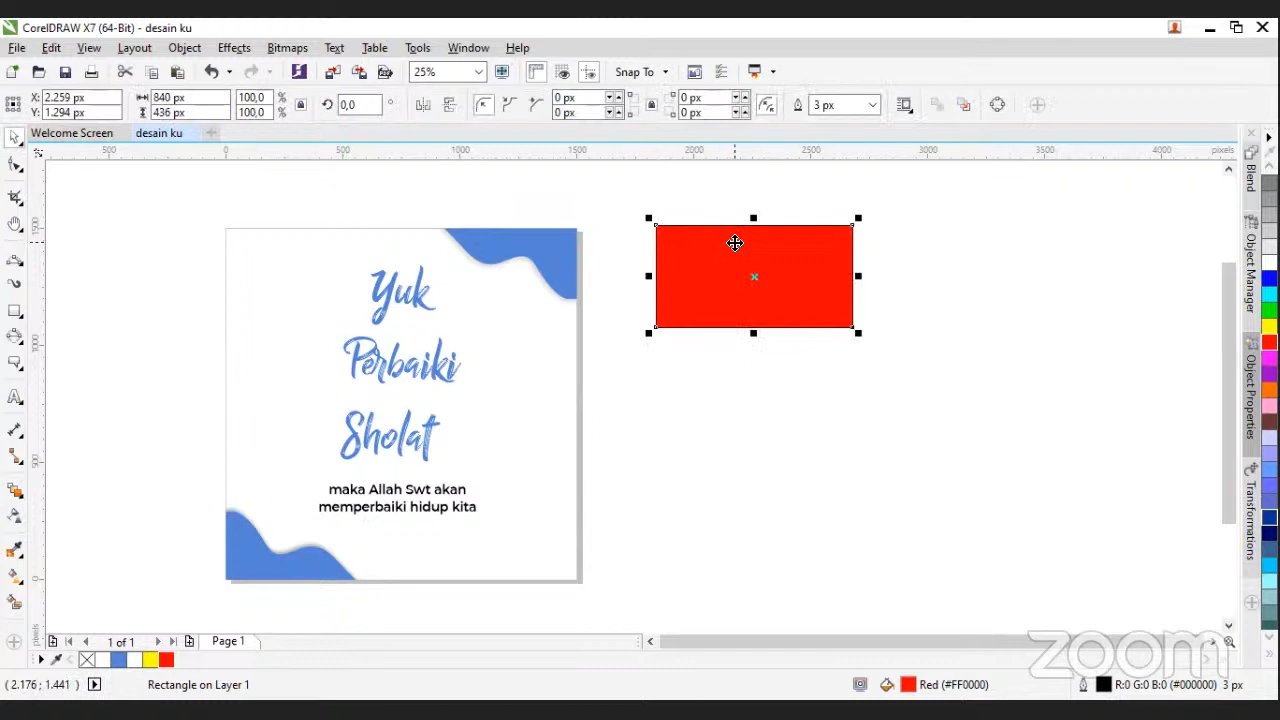 CorelDRAW X7 (64-Bit) - desain ku
File Edit View Layout Object Effects Bitmaps Text Table Tools Window Help
25% Snap To
X: 2.259 px 840 px 100,0 % 0,0 ° 0 px 0 px 3 px
Y: 1.294 px 436 px 100,0 % 0 px 0 px
Welcome Screen desain ku
500 0 500 1000 1500 2000 2500 3000 3500 4000 pixels
1500
1000
500
0
pixels
Yuk
Perbaiki
Sholat
maka Allah Swt akan
memperbaiki hidup kita
Blend
Object Manager
Object Properties
Transformations
1 of 1 Page 1
zoom
( 2.176 ; 1.441 ) Rectangle on Layer 1 Red (#FF0000) R:0 G:0 B:0 (#000000) 3 px